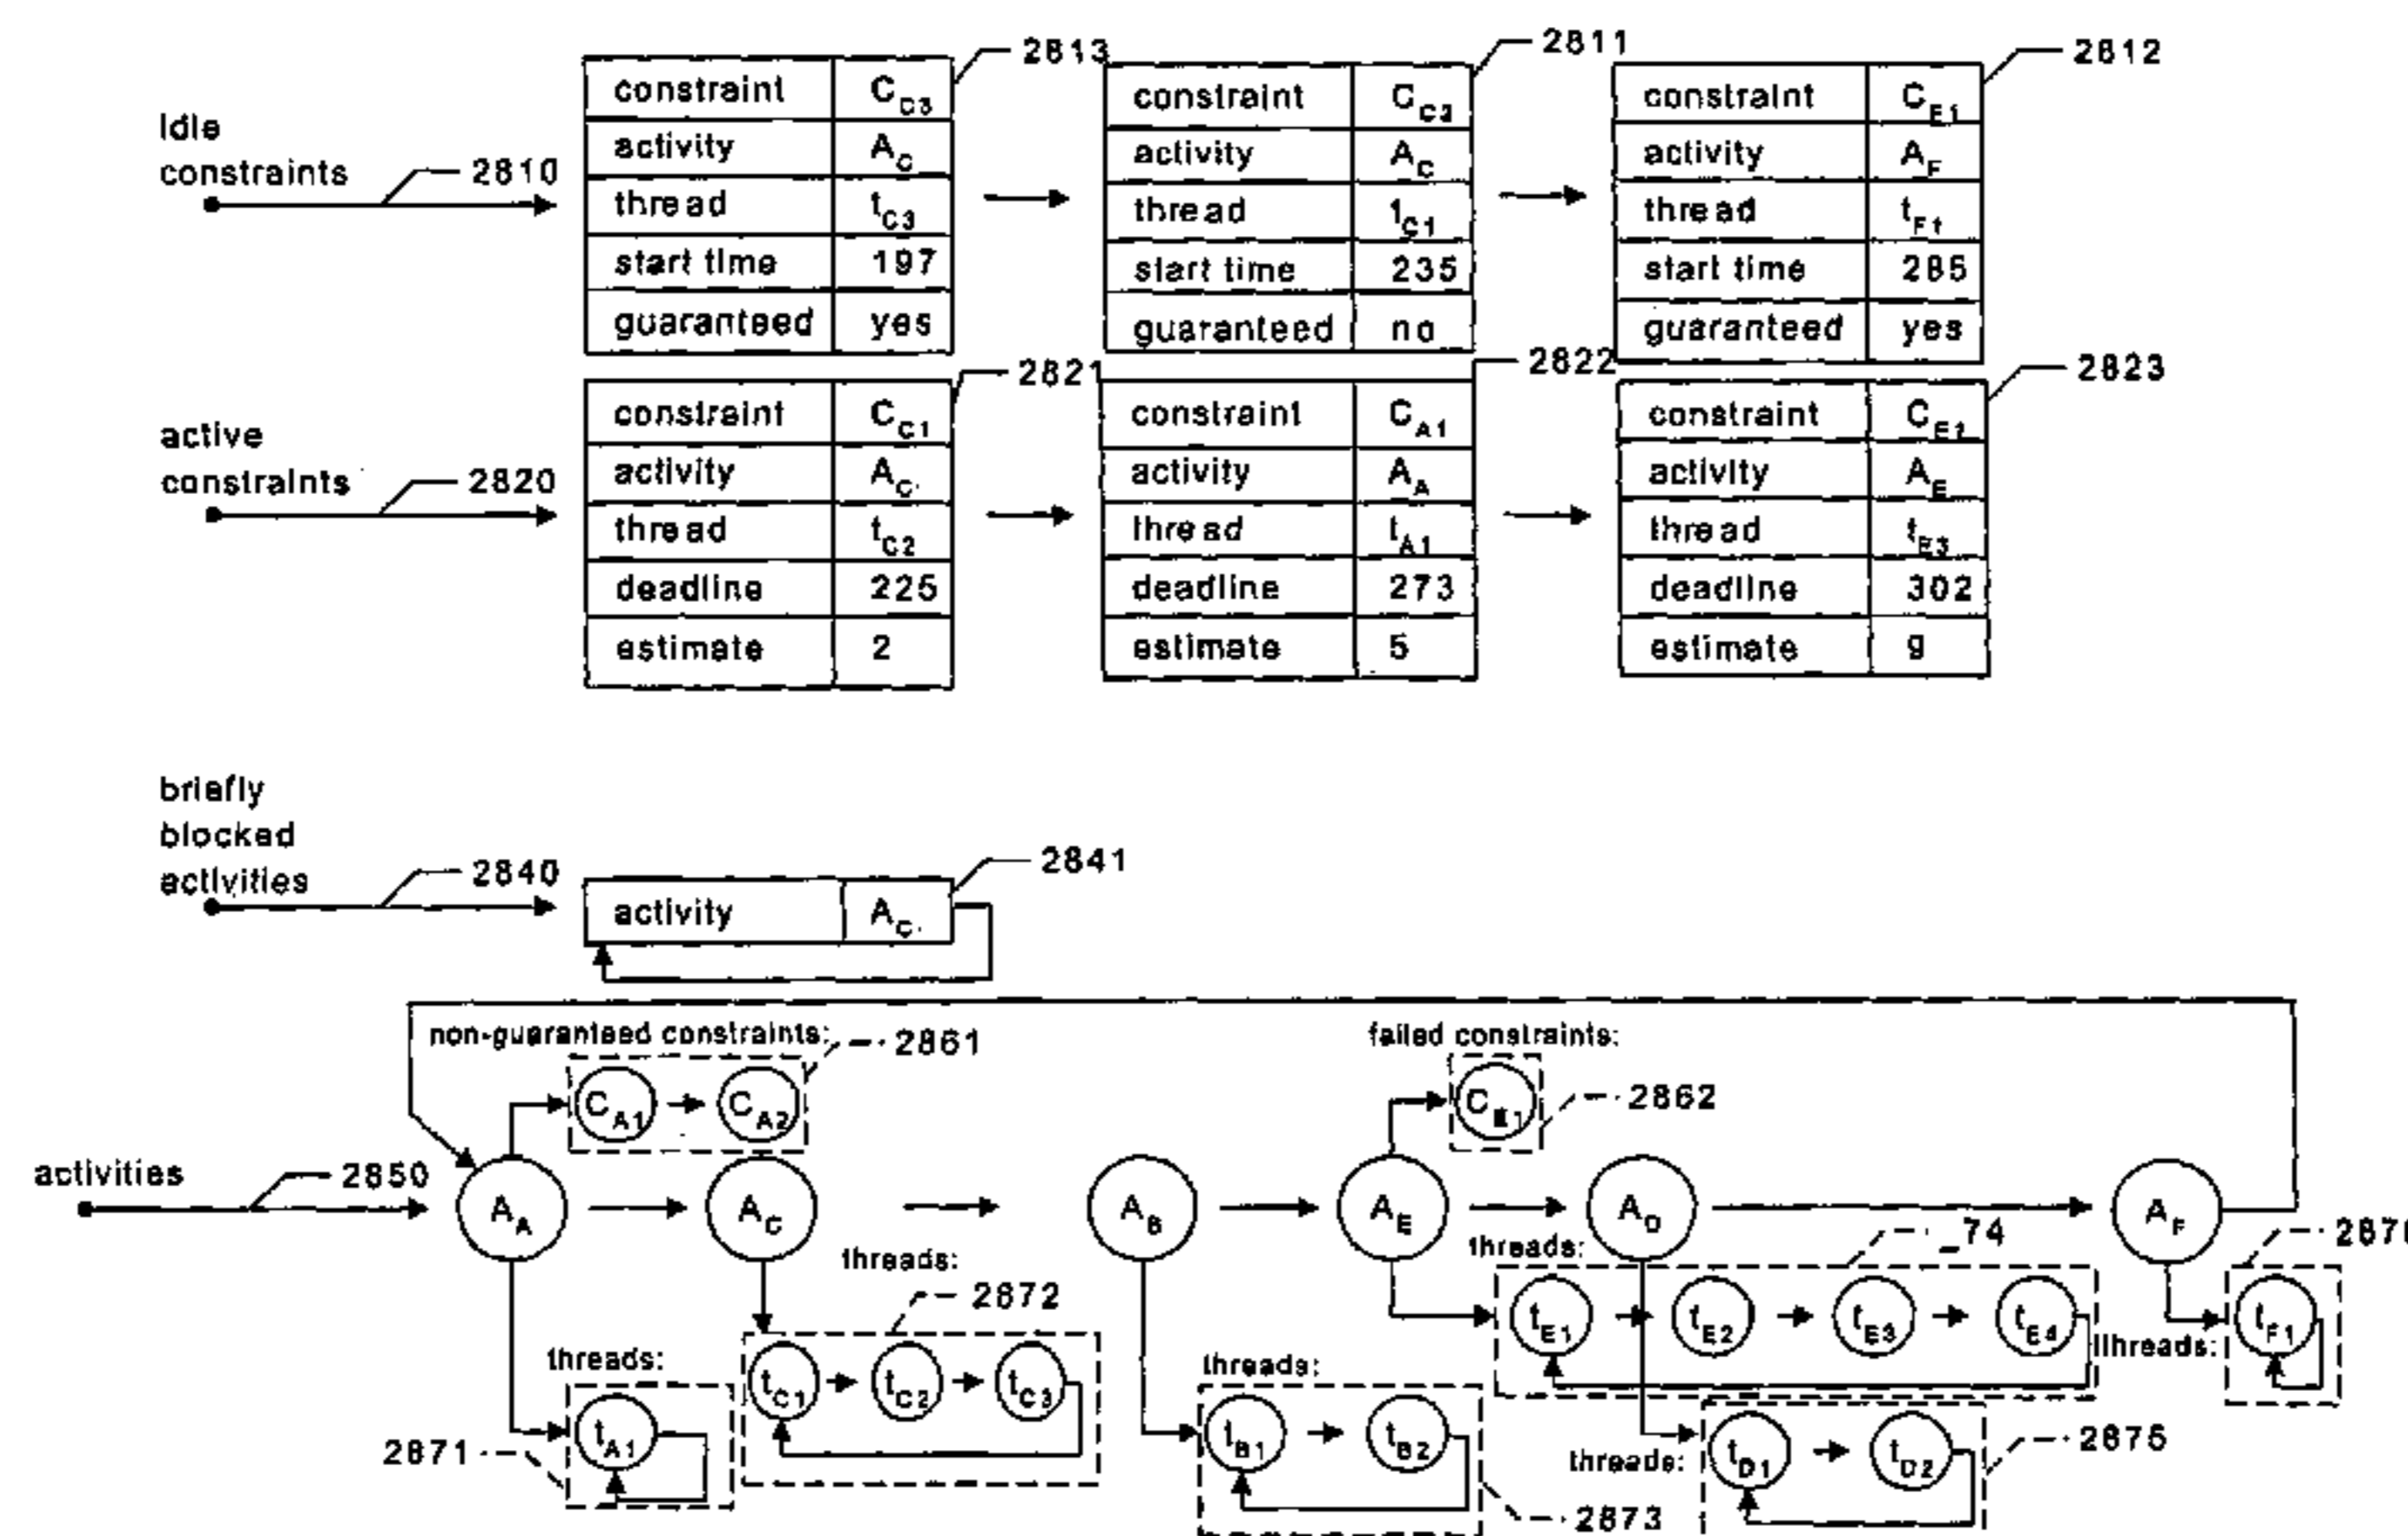 idle
constraints
2810
2813
constraint C_C3
activity A_C
thread t_C3
start time 197
guaranteed yes
2811
constraint
activity A_C
thread t_C1
start time 235
guaranteed no
2812
constraint C_E1
activity A_F
thread t_F1
start time 285
guaranteed yes
active
constraints
2820
2821
constraint C_C1
activity A_C
thread t_C2
deadline 225
estimate 2
2822
constraint C_A1
activity A_A
thread t_A1
deadline 273
estimate 5
2823
constraint C_E1
activity A_E
thread t_E3
deadline 302
estimate 9
briefly
blocked
activities
2840
2841
activity A_C
non-guaranteed constraints:
2861
C_A1 C_A2
failed constraints:
C_E1
2862
activities
2850
A_A A_C A_B A_E A_D A_F
threads:
2872
t_C1 t_C2 t_C3
threads:
_74
t_E1 t_E2 t_E3 t_E4
287
threads:
t_F1
threads:
t_A1
2871
threads:
t_B1 t_B2
2873
threads:
t_D1 t_D2
2875